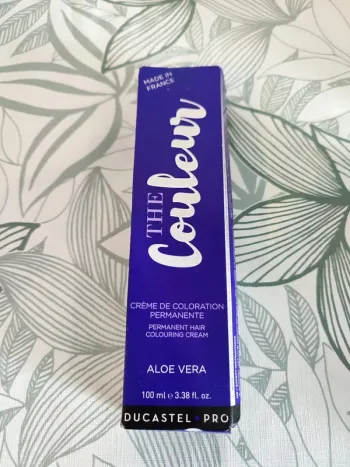 MADE IN
FRANCE
THE
Couleur
CRÈME DE COLORATION
PERMANENTE
PERMANENT HAIR
COLOURING CREAM
ALOE VERA
100 ml ℮ 3.38 fl. oz.
DUCASTEL PRO